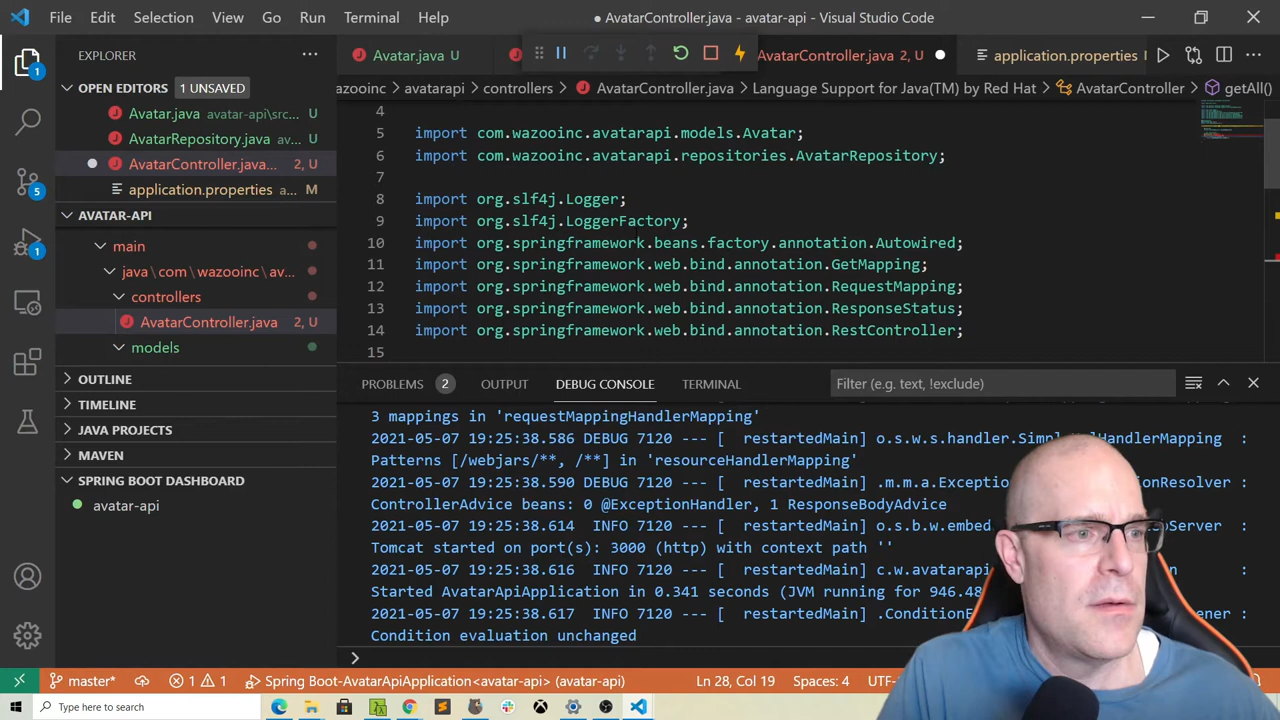 File Edit Selection View Go Run Terminal Help ● AvatarController.java - avatar-api - Visual Studio Code
EXPLORER
OPEN EDITORS 1 UNSAVED
Avatar.java avatar-api\src... U
AvatarRepository.java av... U
AvatarController.java... 2, U
application.properties a... M
AVATAR-API
main
java\com\wazooinc\av...
controllers
AvatarController.java 2, U
models
OUTLINE
TIMELINE
JAVA PROJECTS
MAVEN
SPRING BOOT DASHBOARD
avatar-api
1
5
1
Avatar.java U
AvatarController.java 2, U
application.properties
wazooinc > avatarapi > controllers > AvatarController.java > Language Support for Java(TM) by Red Hat > AvatarController > getAll()
4
5 import com.wazooinc.avatarapi.models.Avatar;
6 import com.wazooinc.avatarapi.repositories.AvatarRepository;
7
8 import org.slf4j.Logger;
9 import org.slf4j.LoggerFactory;
10 import org.springframework.beans.factory.annotation.Autowired;
11 import org.springframework.web.bind.annotation.GetMapping;
12 import org.springframework.web.bind.annotation.RequestMapping;
13 import org.springframework.web.bind.annotation.ResponseStatus;
14 import org.springframework.web.bind.annotation.RestController;
15
PROBLEMS 2 OUTPUT DEBUG CONSOLE TERMINAL Filter (e.g. text, !exclude)
3 mappings in 'requestMappingHandlerMapping'
2021-05-07 19:25:38.586 DEBUG 7120 --- [ restartedMain] o.s.w.s.handler.Simpl HandlerMapping :
Patterns [/webjars/**, /**] in 'resourceHandlerMapping'
2021-05-07 19:25:38.590 DEBUG 7120 --- [ restartedMain] .m.m.a.Excep onResolver :
ControllerAdvice beans: 0 @ExceptionHandler, 1 ResponseBodyAdvice
2021-05-07 19:25:38.614 INFO 7120 --- [ restartedMain] o.s.b.w.embed Server :
Tomcat started on port(s): 3000 (http) with context path ''
2021-05-07 19:25:38.616 INFO 7120 --- [ restartedMain] c.w.avatarapi n :
Started AvatarApiApplication in 0.341 seconds (JVM running for 946.48
2021-05-07 19:25:38.617 INFO 7120 --- [ restartedMain] .ConditionE ener :
Condition evaluation unchanged
>
master* 1 1 Spring Boot-AvatarApiApplication<avatar-api> (avatar-api) Ln 28, Col 19 Spaces: 4
Type here to search